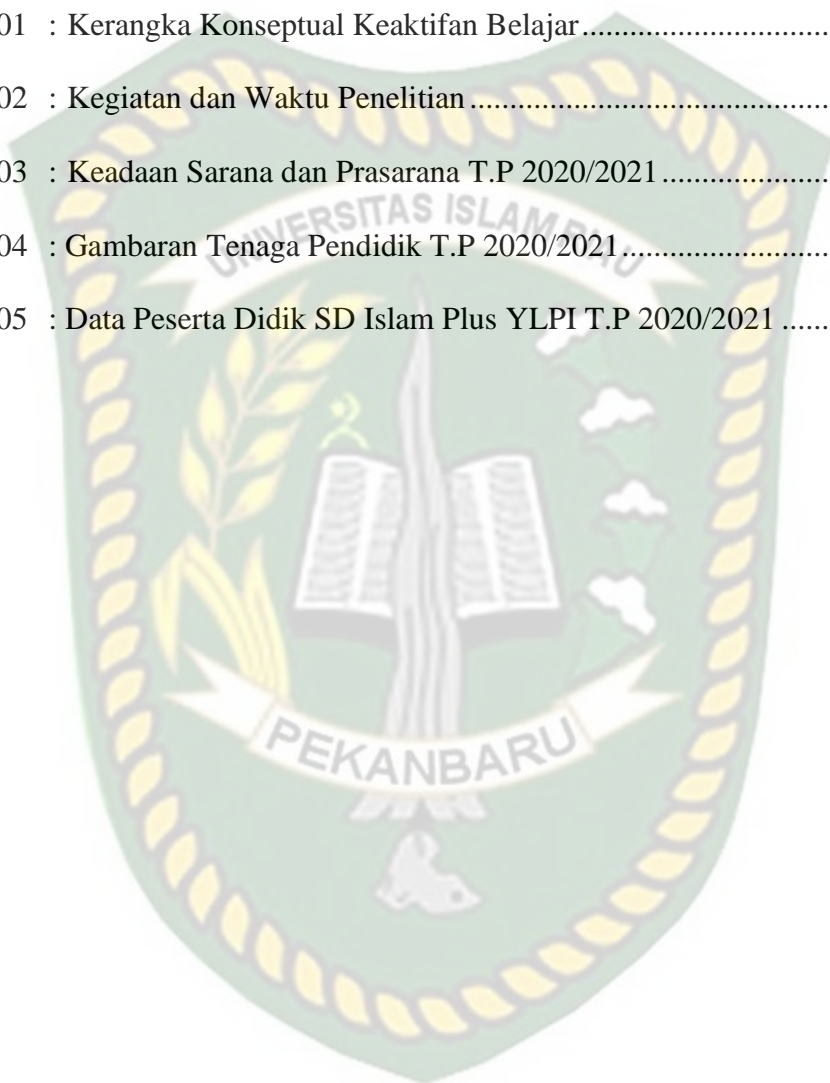 01 : Kerangka Konseptual Keaktifan Belajar..............................
02 : Kegiatan dan Waktu Penelitian............................................
03 : Keadaan Sarana dan Prasarana T.P 2020/2021.....................
04 : Gambaran Tenaga Pendidik T.P 2020/2021..........................
UNIVERSITAS ISLAM RIAU
05 : Data Peserta Didik SD Islam Plus YLPI T.P 2020/2021......
PEKANBARU